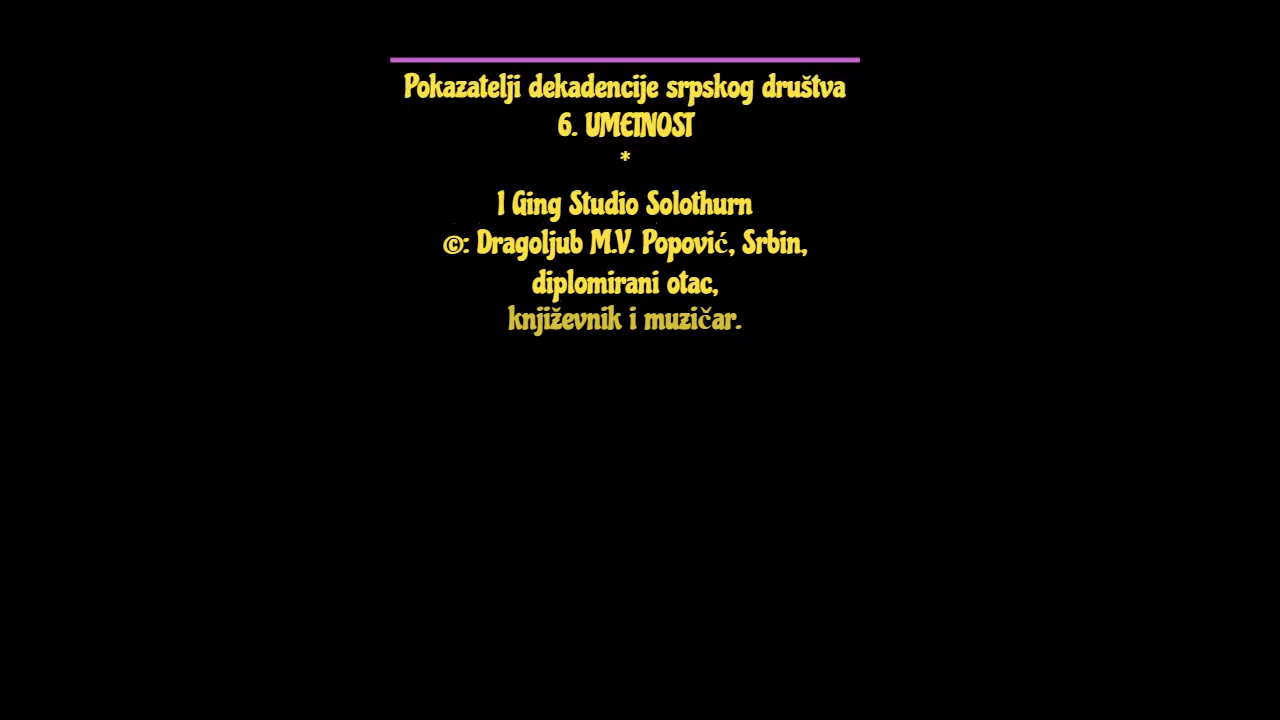 Pokazatelji dekadencije srpskog društva
6. UMETNOST
*
I Ging Studio Solothurn
©: Dragoljub M.V. Popović, Srbin,
diplomirani otac,
književnik i muzičar.